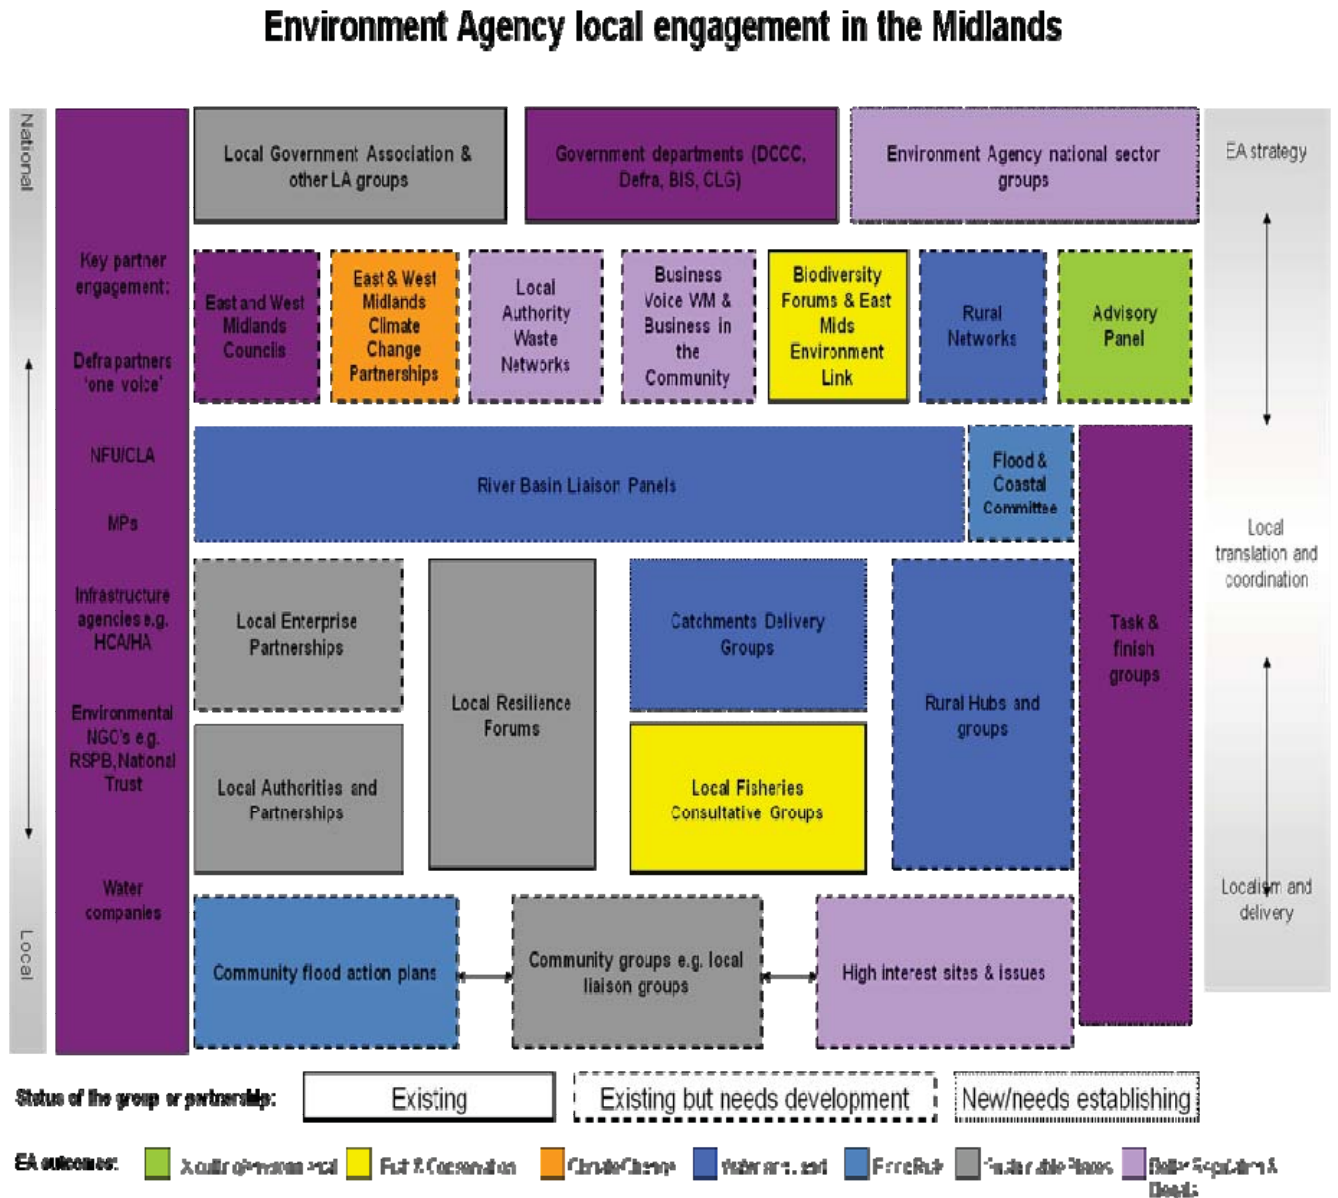 Environment Agency local engagement in the Midlands
National
Local
Key partner
engagement:
Defra partners
'one voice'
NFU/CLA
MPs
Infrastructure
agencies e.g.
HCA/HA
Environmental
NGO's e.g.
RSPB, National
Trust
Water
companies
Local Government Association &
other LA groups
Government departments (DCCC,
Defra, BIS, CLG)
Environment Agency national sector
groups
East and West
Midlands
Councils
East & West
Midlands
Climate
Change
Partnerships
Local
Authority
Waste
Networks
Business
Voice WM &
Business in
the
Community
Biodiversity
Forums & East
Mids
Environment
Link
Rural
Networks
Advisory
Panel
River Basin Liaison Panels
Flood &
Coastal
Committee
Task &
finish
groups
Local Enterprise
Partnerships
Local Resilience
Forums
Catchments Delivery
Groups
Rural Hubs and
groups
Local Authorities and
Partnerships
Local Fisheries
Consultative Groups
Community flood action plans
Community groups e.g. local
liaison groups
High interest sites & issues
EA strategy
Local
translation and
coordination
Localism and
delivery
Status of the group or partnership:
Existing
Existing but needs development
New/needs establishing
EA outcomes:
Climate Change
Sustainable Places